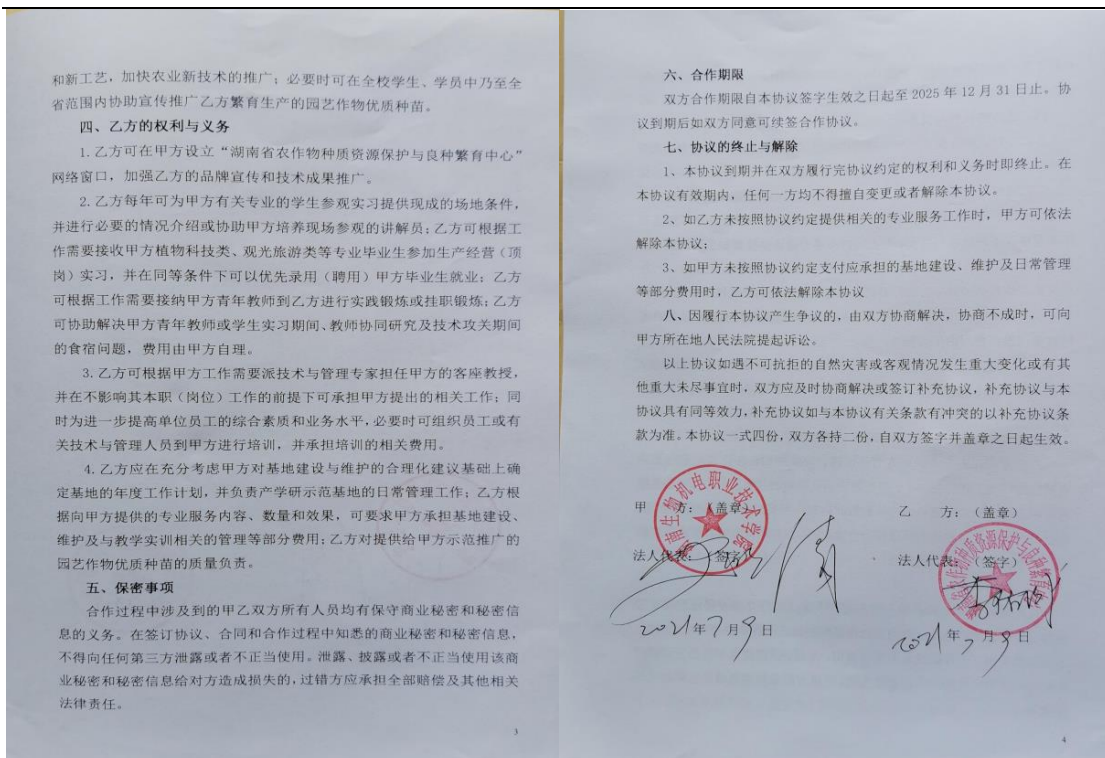 和新工艺，加快农业新技术的推广；必要时可在全校学生、学员中乃至全
省范围内协助宣传推广乙方繁育生产的园艺作物优质种苗。
四、乙方的权利与义务
1.乙方可在甲方设立“湖南省农作物种质资源保护与良种繁育中心”
网络窗口，加强乙方的品牌宣传和技术成果推广。
2.乙方每年可为甲方有关专业的学生参观实习提供现成的场地条件，
并进行必要的情况介绍或协助甲方培养现场参观的讲解员；乙方可根据工
作需要接收甲方植物科技类、观光旅游类等专业毕业生参加生产经营（顶
岗）实习，并在同等条件下可以优先录用（聘用）甲方毕业生就业；乙方
可根据工作需要接纳甲方青年教师到乙方进行实践锻炼或挂职锻炼；乙方
可协助解决甲方青年教师或学生实习期间、教师协同研究及技术攻关期间
的食宿问题，费用由甲方自理。
3.乙方可根据甲方工作需要派技术与管理专家担任甲方的客座教授，
并在不影响其本职（岗位）工作的前提下可承担甲方提出的相关工作；同
时为进一步提高单位员工的综合素质和业务水平，必要时可组织员工或有
关技术与管理人员到甲方进行培训，并承担培训的相关费用。
4.乙方应在充分考虑甲方对基地建设与维护的合理化建议基础上确
定基地的年度工作计划，并负责产学研示范基地的日常管理工作；乙方根
据向甲方提供的专业服务内容、数量和效果，可要求甲方承担基地建设、
维护及与教学实训相关的管理等部分费用；乙方对提供给甲方示范推广的
园艺作物优质种苗的质量负责。
五、保密事项
合作过程中涉及到的甲乙双方所有人员均有保守商业秘密和秘密信
息的义务。在签订协议、合同和合作过程中知悉的商业秘密和秘密信息，
不得向任何第三方泄露或者不正当使用。泄露、披露或者不正当使用该商
业秘密和秘密信息给对方造成损失的，过错方应承担全部赔偿及其他相关
法律责任。
3
六、合作期限
双方合作期限自本协议签字生效之日起至 2025 年 12 月 31 日止。协
议到期后如双方同意可续签合作协议。
七、协议的终止与解除
1、本协议到期并在双方履行完协议约定的权利和义务时即终止。在
本协议有效期内，任何一方均不得擅自变更或者解除本协议。
2、如乙方未按照协议约定提供相关的专业服务工作时，甲方可依法
解除本协议；
3、如甲方未按照协议约定支付应承担的基地建设、维护及日常管理
等部分费用时，乙方可依法解除本协议
八、因履行本协议产生争议的，由双方协商解决，协商不成时，可向
甲方所在地人民法院提起诉讼。
以上协议如遇不可抗拒的自然灾害或客观情况发生重大变化或有其
他重大未尽事宜时，双方应及时协商解决或签订补充协议，补充协议与本
协议具有同等效力，补充协议如与本协议有关条款有冲突的以补充协议条
款为准。本协议一式四份，双方各持二份，自双方签字并盖章之日起生效。
甲 方：（盖章）
湖南生物机电职业技术学院
法人代表：（签字）
2021年7月9日
乙 方：（盖章）
湖南省农作物种质资源保护与良种繁育中心
法人代表：（签字）
2021年7月9日
4